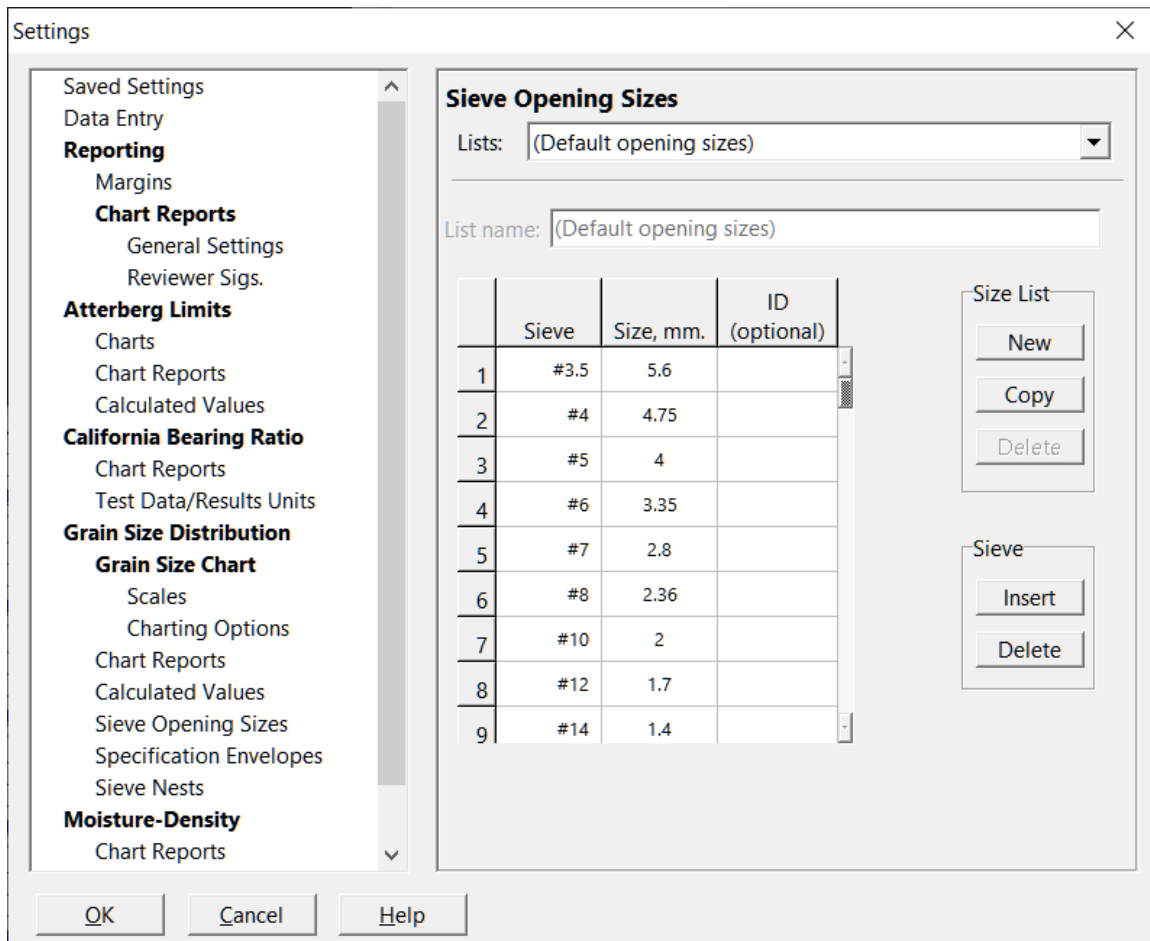 Settings
Saved Settings
Data Entry
Reporting
Margins
Chart Reports
General Settings
Reviewer Sigs.
Atterberg Limits
Charts
Chart Reports
Calculated Values
California Bearing Ratio
Chart Reports
Test Data/Results Units
Grain Size Distribution
Grain Size Chart
Scales
Charting Options
Chart Reports
Calculated Values
Sieve Opening Sizes
Specification Envelopes
Sieve Nests
Moisture-Density
Chart Reports
Sieve Opening Sizes
Lists: (Default opening sizes)
List name: (Default opening sizes)
Sieve Size, mm. ID (optional)
1 #3.5 5.6
2 #4 4.75
3 #5 4
4 #6 3.35
5 #7 2.8
6 #8 2.36
7 #10 2
8 #12 1.7
9 #14 1.4
Size List
New
Copy
Delete
Sieve
Insert
Delete
OK Cancel Help